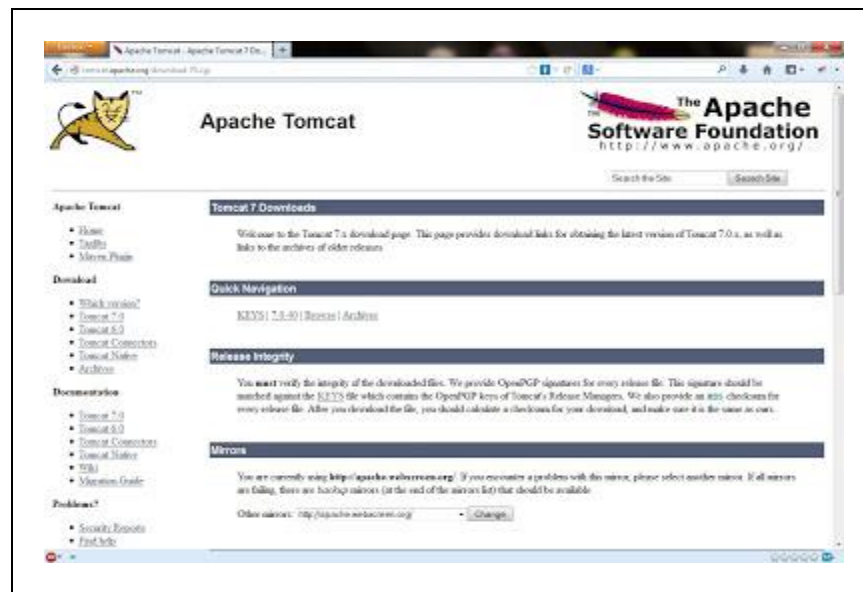 Apache Tomcat - Apache Tomcat 7 Do...
TM
Apache Tomcat
The Apache
Software Foundation
http://www.apache.org/
Search the Site
Search Site
Apache Tomcat
Home
Taglibs
Maven Plugin
Download
Which version?
Tomcat 7.0
Tomcat 6.0
Tomcat Connectors
Tomcat Native
Archives
Documentation
Tomcat 7.0
Tomcat 6.0
Tomcat Connectors
Tomcat Native
Wiki
Migration Guide
Problems?
Security Reports
Find help
Tomcat 7 Downloads
Welcome to the Tomcat 7.x download page. This page provides download links for obtaining the latest version of Tomcat 7.0.x, as well as
links to the archives of older releases.
Quick Navigation
KEYS | 7.0.40 | Browse | Archives
Release Integrity
You must verify the integrity of the downloaded files. We provide OpenPGP signatures for every release file. This signature should be
matched against the KEYS file which contains the OpenPGP keys of Tomcat's Release Managers. We also provide an MD5 checksum for
every release file. After you download the file, you should calculate a checksum for your download, and make sure it is the same as ours.
Mirrors
You are currently using http://apache.webxcreen.org/. If you encounter a problem with this mirror, please select another mirror. If all mirrors
are failing, there are backup mirrors (at the end of the mirrors list) that should be available.
Other mirrors: http://apache.webxcreen.org/ Change